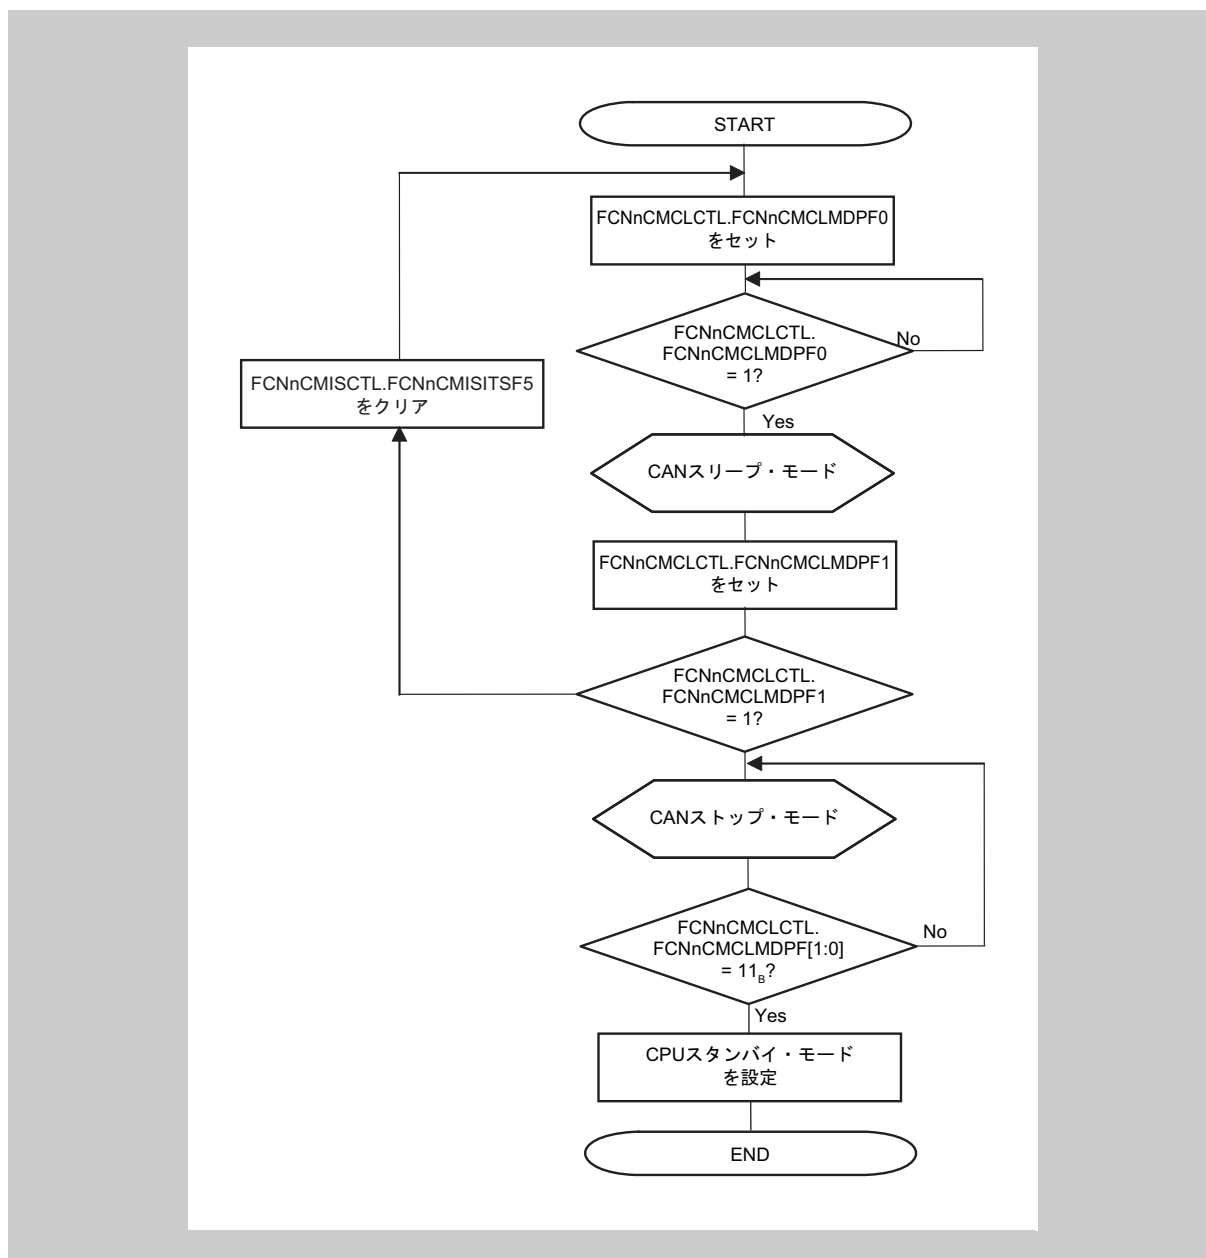 START
FCNnCMCLCTL.FCNnCMCLMDPF0
をセット
FCNnCMCLCTL.
FCNnCMCLMDPF0
= 1?
No
FCNnCMISCTL.FCNnCMISITSF5
をクリア
Yes
CANスリープ・モード
FCNnCMCLCTL.FCNnCMCLMDPF1
をセット
FCNnCMCLCTL.
FCNnCMCLMDPF1
= 1?
CANストップ・モード
FCNnCMCLCTL.
FCNnCMCLMDPF[1:0]
= 11B?
No
Yes
CPUスタンバイ・モード
を設定
END